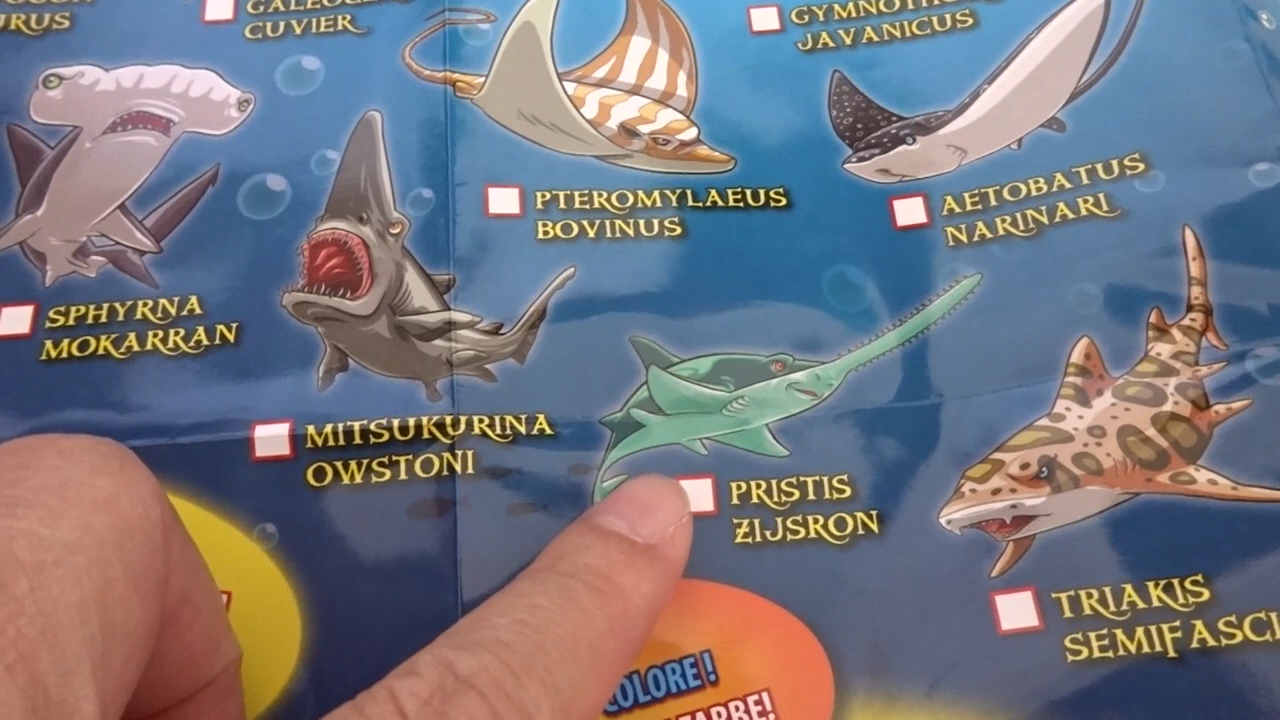 CUVIER
JAVANICUS
PTEROMYLAEUS
BOVINUS
AETOBATUS
NARINARI
SPHYRNA
MOKARRAN
MITSUKURINA
OWSTONI
PRISTIS
ZIJSRON
TRIAKIS
COLORE!